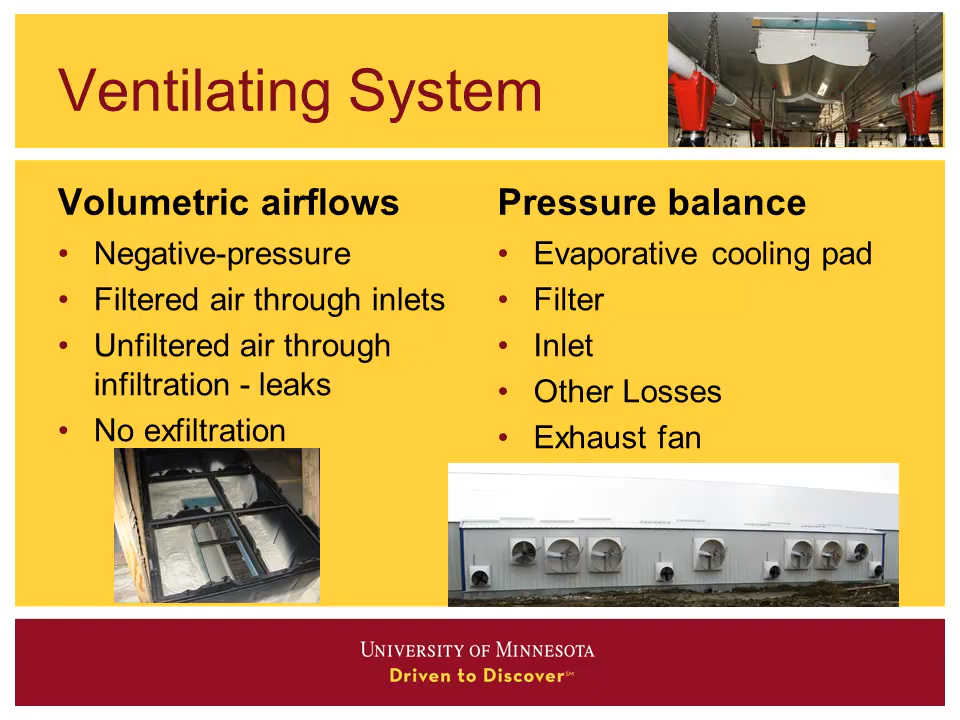 Ventilating System
Volumetric airflows
• Negative-pressure
• Filtered air through inlets
• Unfiltered air through
infiltration - leaks
• No exfiltration
Pressure balance
• Evaporative cooling pad
• Filter
• Inlet
• Other Losses
• Exhaust fan
UNIVERSITY OF MINNESOTA
Driven to Discover℠